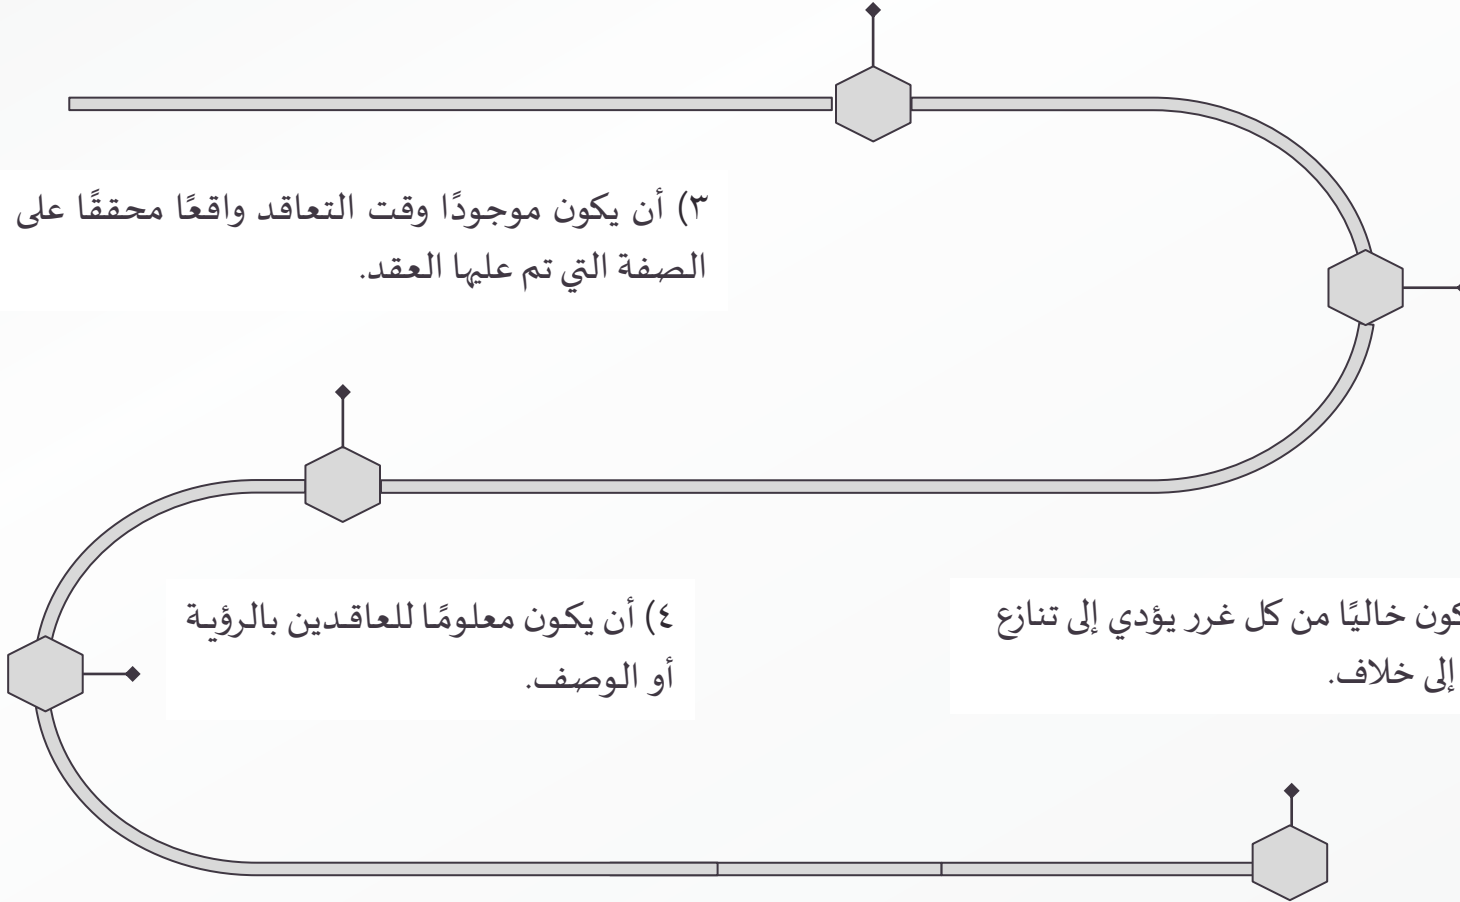 ٣) أن يكون موجودًا وقت التعاقد واقعًا محققًا على
الصفة التي تم عليها العقد.
٤) أن يكون معلومًا للعاقدين بالرؤية
أو الوصف.
خاليًا من كل غرر يؤدي إلى تنازع
إلى خلاف.